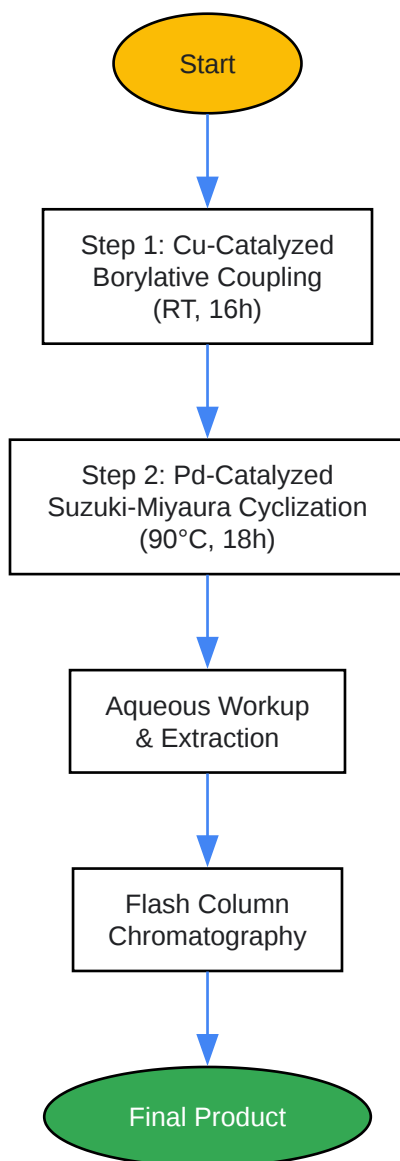 Start
Step 1: Cu-Catalyzed
Borylative Coupling
(RT, 16h)
Step 2: Pd-Catalyzed
Suzuki-Miyaura Cyclization
(90°C, 18h)
Aqueous Workup
& Extraction
Flash Column
Chromatography
Final Product